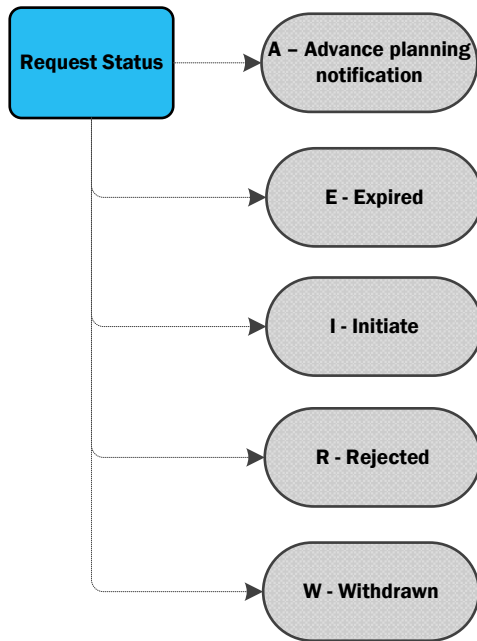 Request Status
A – Advance planning
notification
E - Expired
I - Initiate
R - Rejected
W - Withdrawn